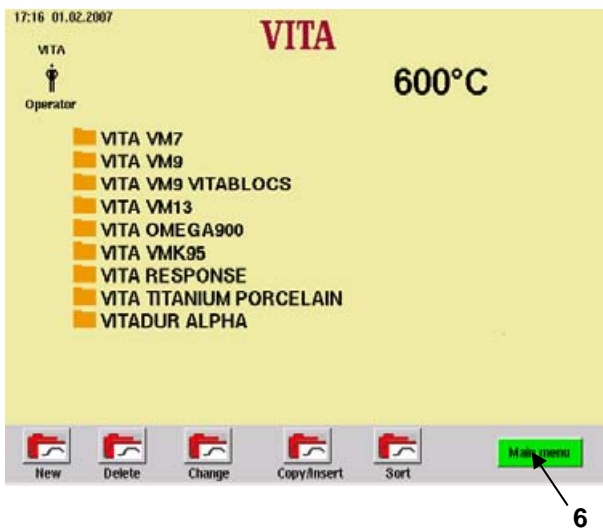 17:16 01.02.2007
VITA
VITA
600°C
Operator
VITA VM7
VITA VM9
VITA VM9 VITABLOCS
VITA VM13
VITA OMEGA900
VITA VMK95
VITA RESPONSE
VITA TITANIUM PORCELAIN
VITADUR ALPHA
New Delete Change Copy/Insert Sort Main menu
6